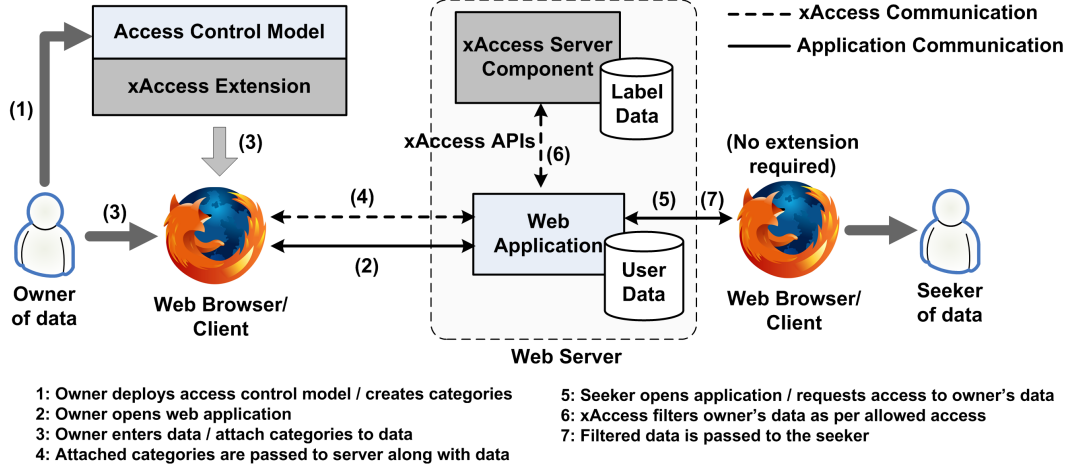 Access Control Model
xAccess Extension
(1)
(3)
(3)
Owner
of data
Web Browser/
Client
(4)
(2)
xAccess Server
Component
Label
Data
xAccess APIs
(6)
Web
Application
User
Data
Web Server
(5)
(7)
xAccess Communication
Application Communication
(No extension
required)
Web Browser/
Client
Seeker
of data
1: Owner deploys access control model / creates categories
2: Owner opens web application
3: Owner enters data / attach categories to data
4: Attached categories are passed to server along with data
5: Seeker opens application / requests access to owner's data
6: xAccess filters owner's data as per allowed access
7: Filtered data is passed to the seeker